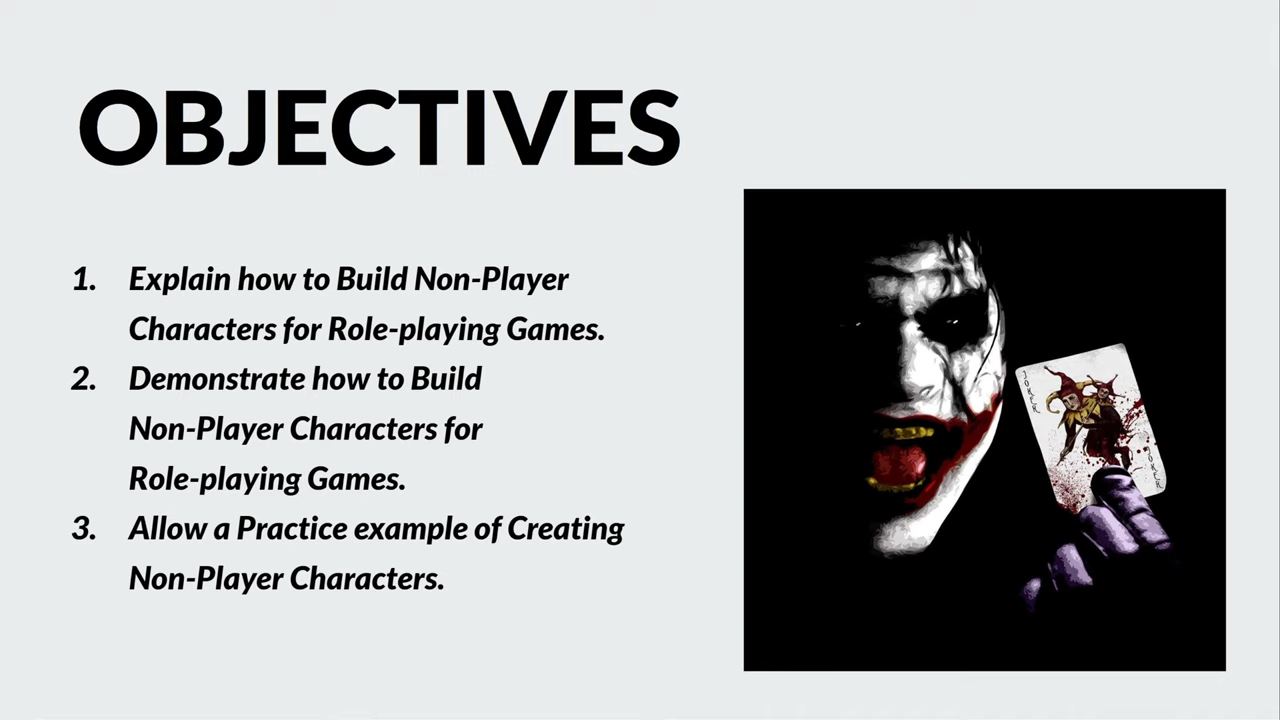 OBJECTIVES
1. Explain how to Build Non-Player
Characters for Role-playing Games.
2. Demonstrate how to Build
Non-Player Characters for
Role-playing Games.
3. Allow a Practice example of Creating
Non-Player Characters.
JOKER
JOKER